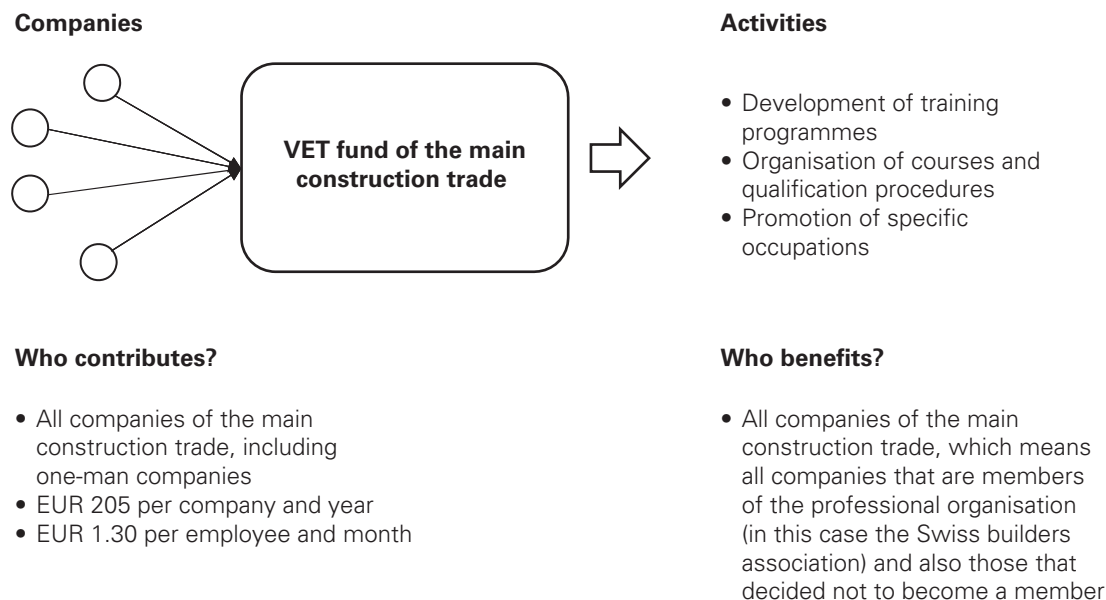 Companies
VET fund of the main
construction trade
Activities
• Development of training
programmes
• Organisation of courses and
qualification procedures
• Promotion of specific
occupations
Who contributes?
• All companies of the main
construction trade, including
one-man companies
• EUR 205 per company and year
• EUR 1.30 per employee and month
Who benefits?
• All companies of the main
construction trade, which means
all companies that are members
of the professional organisation
(in this case the Swiss builders
association) and also those that
decided not to become a member